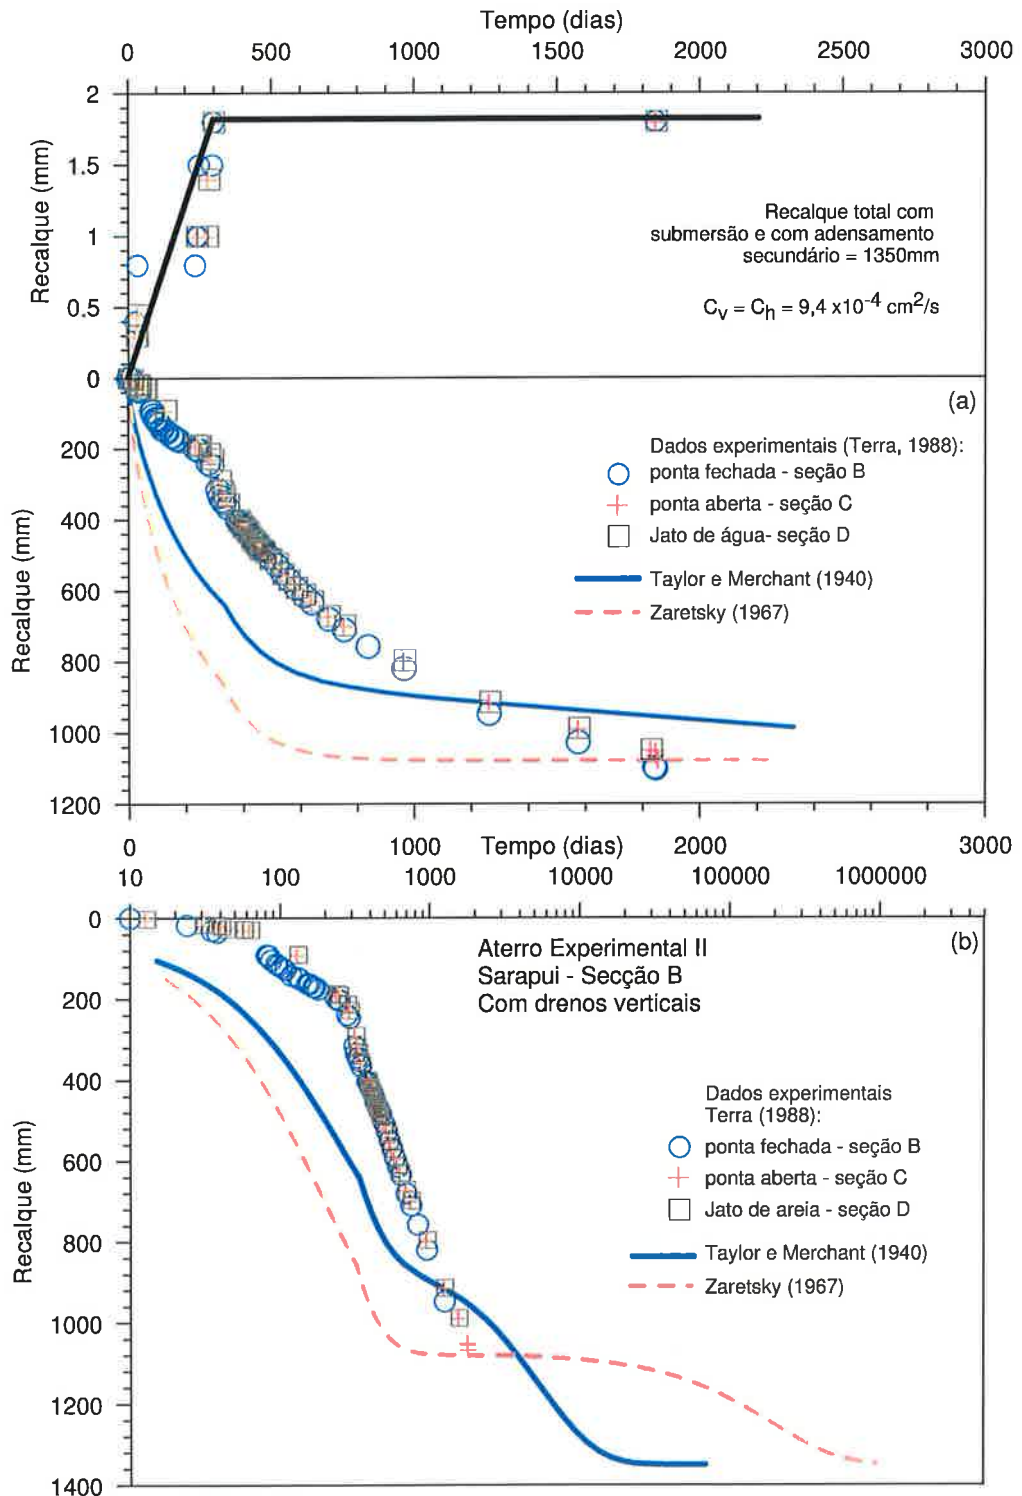 Tempo (dias)
0 500 1000 1500 2000 2500 3000
2
1.5
1
0.5
0
Recalque (mm)
Recalque total com
submersão e com adensamento
secundário = 1350mm
Cv = Ch = 9,4 x10-4 cm2/s
(a)
200
400
600
800
1000
1200
Recalque (mm)
Dados experimentais (Terra, 1988):
ponta fechada - seção B
ponta aberta - seção C
Jato de água- seção D
Taylor e Merchant (1940)
Zaretsky (1967)
0 1000 Tempo (dias) 2000 3000
10 100 1000 10000 100000 1000000
0
200
400
600
800
1000
1200
1400
Recalque (mm)
(b)
Aterro Experimental II
Sarapui - Secção B
Com drenos verticais
Dados experimentais
Terra (1988):
ponta fechada - seção B
ponta aberta - seção C
Jato de areia - seção D
Taylor e Merchant (1940)
Zaretsky (1967)